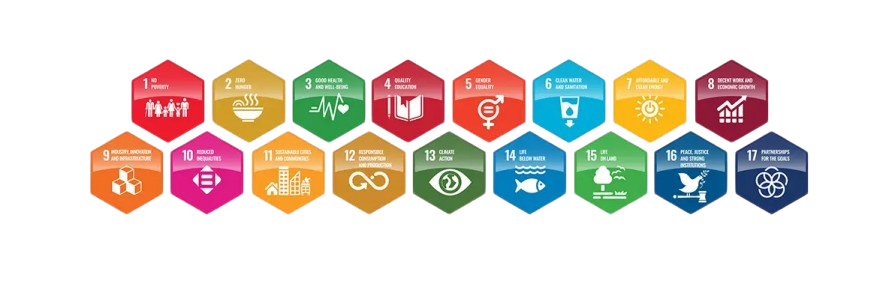 1 NO
POVERTY
2 ZERO
HUNGER
3 GOOD HEALTH
AND WELL-BEING
4 QUALITY
EDUCATION
5 GENDER
EQUALITY
6 CLEAN WATER
AND SANITATION
7 AFFORDABLE AND
CLEAN ENERGY
8 DECENT WORK AND
ECONOMIC GROWTH
9 INDUSTRY, INNOVATION
AND INFRASTRUCTURE
10 REDUCED
INEQUALITIES
11 SUSTAINABLE CITIES
AND COMMUNITIES
12 RESPONSIBLE
CONSUMPTION
AND PRODUCTION
13 CLIMATE
ACTION
14 LIFE
BELOW WATER
15 LIFE
ON LAND
16 PEACE, JUSTICE
AND STRONG
INSTITUTIONS
17 PARTNERSHIPS
FOR THE GOALS